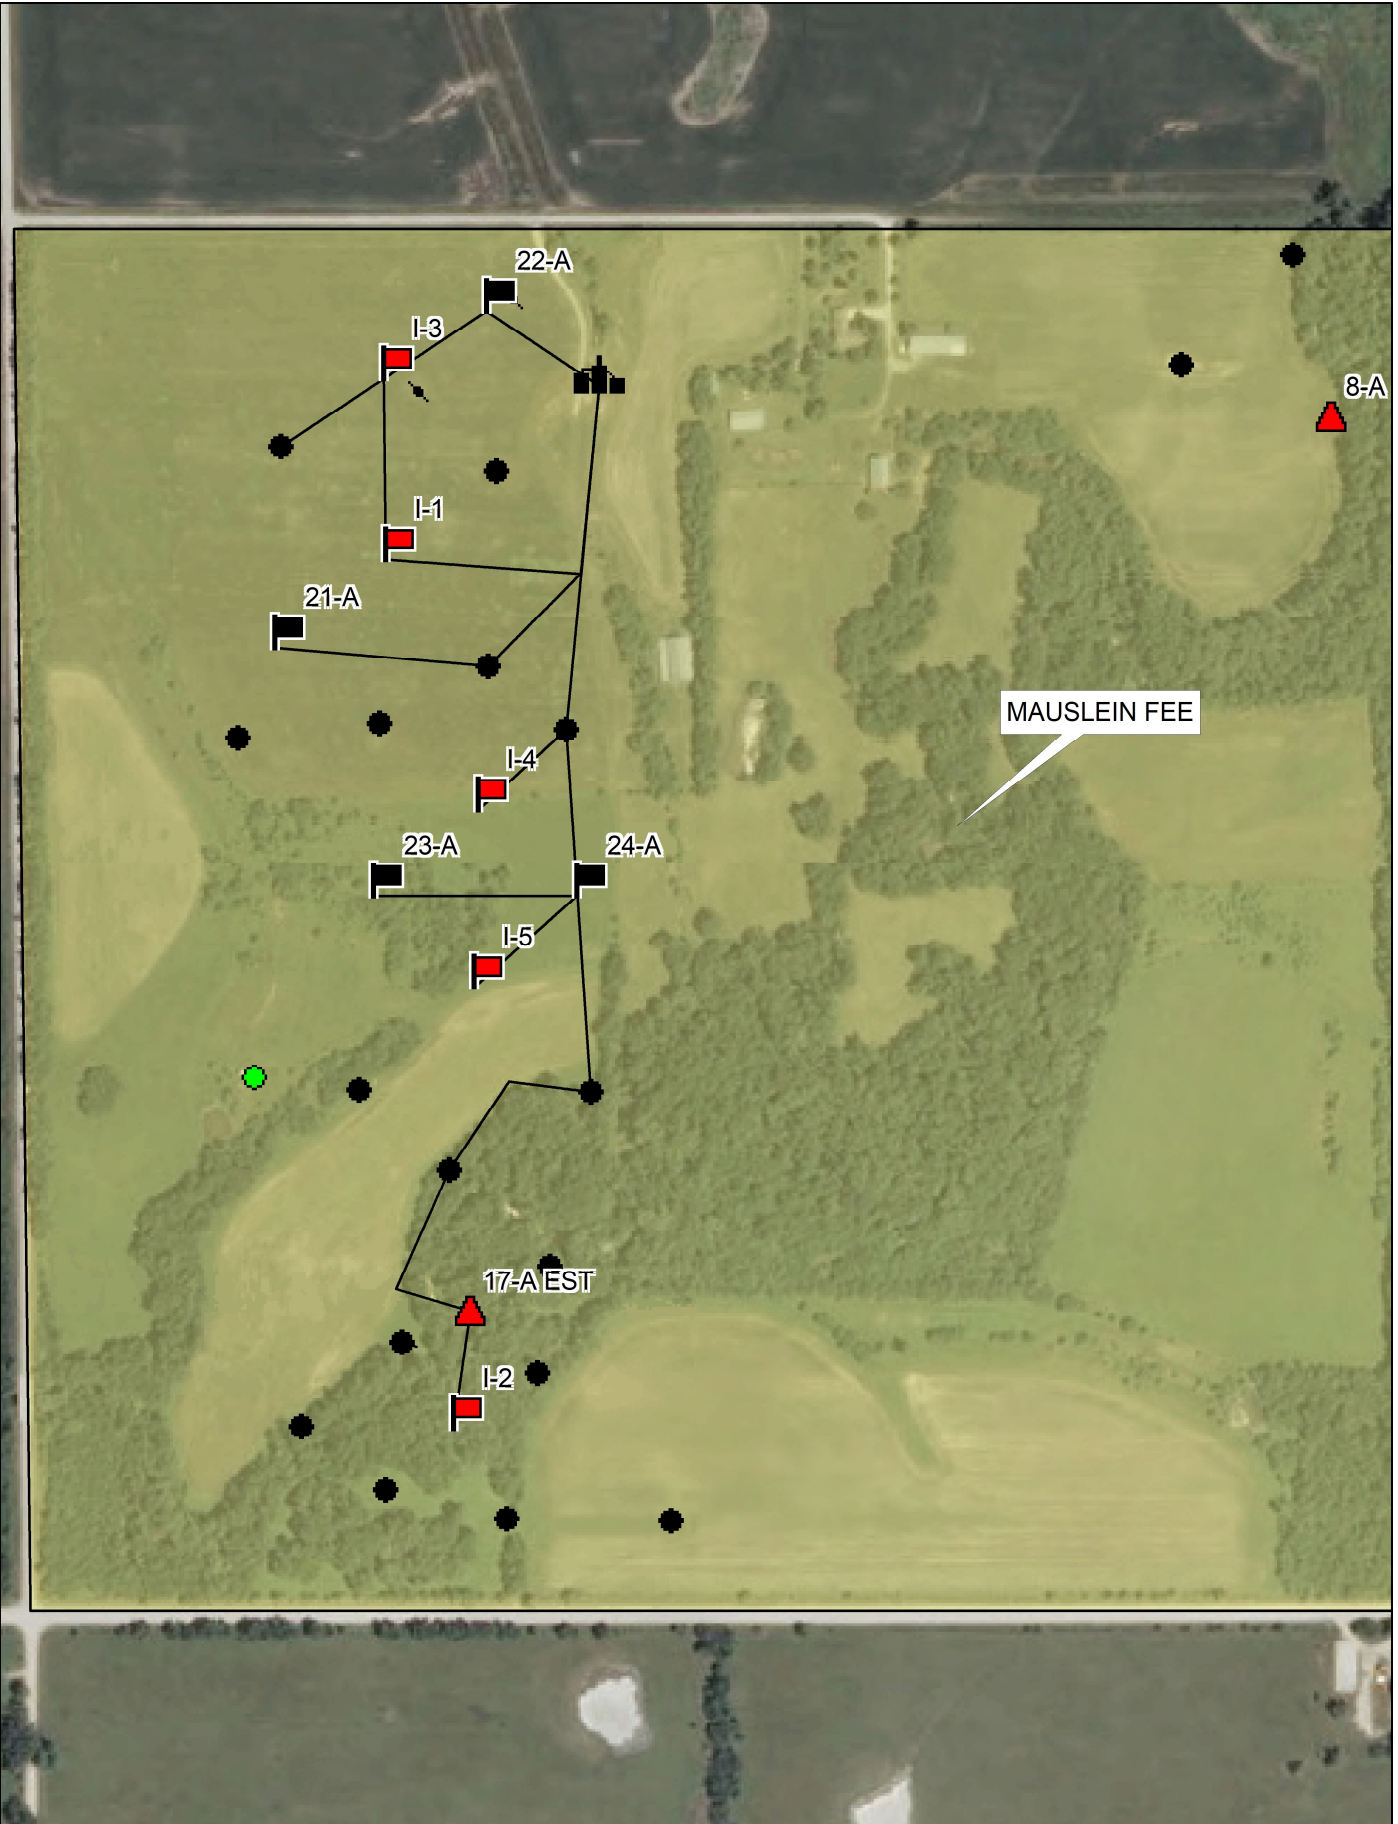 22-A
I-3
8-A
I-1
21-A
MAUSLEIN FEE
I-4
23-A
24-A
I-5
17-A EST
I-2